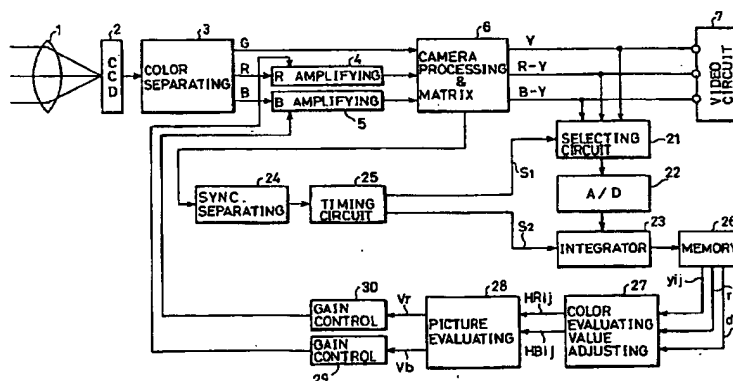 1
2
3
4
5
6
7
CCD
COLOR SEPARATING
G
R
B
R AMPLIFYING
B AMPLIFYING
CAMERA PROCESSING & MATRIX
Y
R-Y
B-Y
VIDEO CIRCUIT
SELECTING CIRCUIT
21
A/D
22
S1
S2
24
SYNC. SEPARATING
25
TIMING CIRCUIT
23
INTEGRATOR
26
MEMORY
yij
r
d
27
COLOR EVALUATING VALUE ADJUSTING
HRij
HBij
28
PICTURE EVALUATING
Vr
Vb
30
GAIN CONTROL
GAIN CONTROL
29